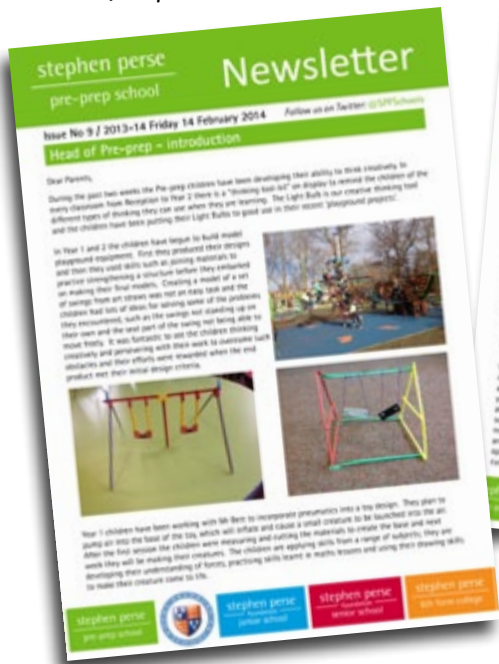 stephen perse
pre-prep school
Newsletter
Issue No 9 / 2013-14 Friday 14 February 2014
Follow us on Twitter: @SPFSchools
Head of Pre-prep – introduction
Dear Parents,
During the past two weeks the Pre-prep children have been developing their ability to think creatively. In
every classroom from Reception to Year 2 there is a "thinking tool-kit" on display to remind the children of the
different types of thinking they can use when they are learning. The Light Bulb is our creative thinking tool
and the children have been putting their Light Bulbs to good use in their recent 'playground projects'.
In Year 1 and 2 the children have begun to build model
playground equipment. First they produced their designs
and then they used skills such as joining materials to
practice strengthening a structure before they embarked
on making their final models. Creating a model of a set
of swings from art straws was not an easy task and the
children had lots of ideas for solving some of the problems
they encountered, such as the swings not standing up on
their own and the seat part of the swing not being able to
move freely. It was fantastic to see the children thinking
creatively and persevering with their work to overcome such
obstacles and their efforts were rewarded when the end
product met their initial design criteria.
Year 1 children have been working with Mr Bett to incorporate pneumatics into a toy design. They plan to
pump air into the base of the toy, which will inflate and cause a small creature to be launched into the air.
After the first session the children were measuring and cutting the materials to create the base and next
week they will be making their creatures. The children are applying skills from a range of subjects; they are
developing their understanding of forces, practising skills learnt in maths lessons and using their drawing skills
to make their creature come to life.
stephen perse
pre-prep school
stephen perse
foundation
junior school
stephen perse
foundation
senior school
stephen perse
foundation
6th form college